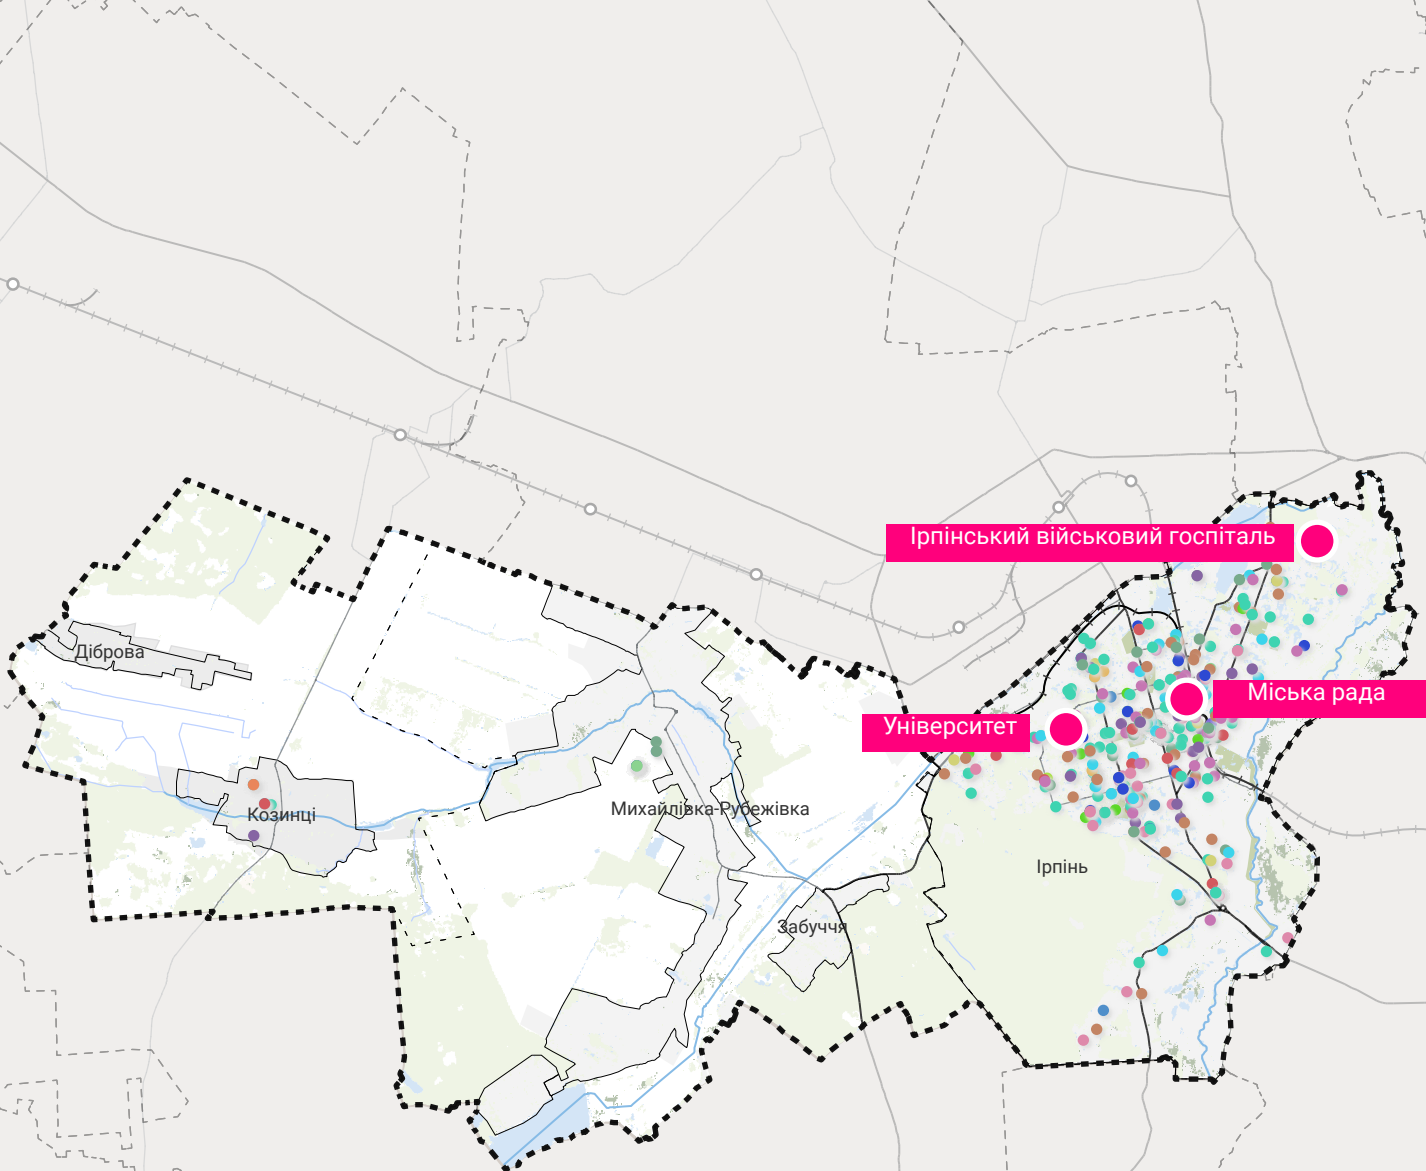 Ірпінський військовий госпіталь
Діброва
Міська рада
Університет
Козинці
Михайлівка-Рубежівка
Ірпінь
Забуччя